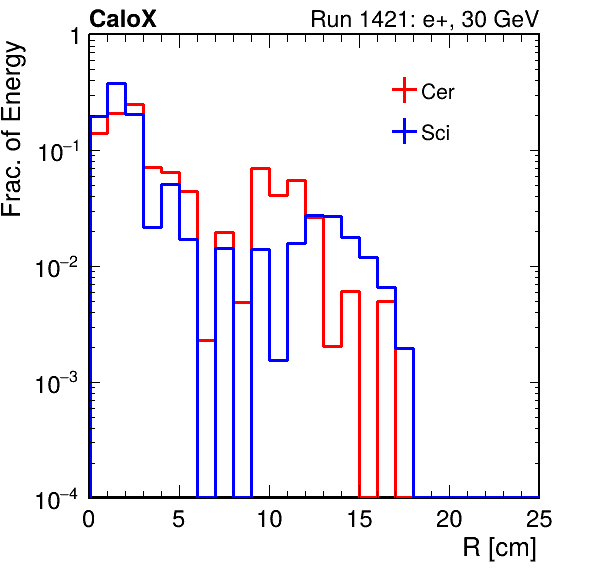 CaloX Run 1421: e+, 30 GeV
Frac. of Energy
Cer
Sci
1
10⁻¹
10⁻²
10⁻³
10⁻⁴
0 5 10 15 20 25
R [cm]